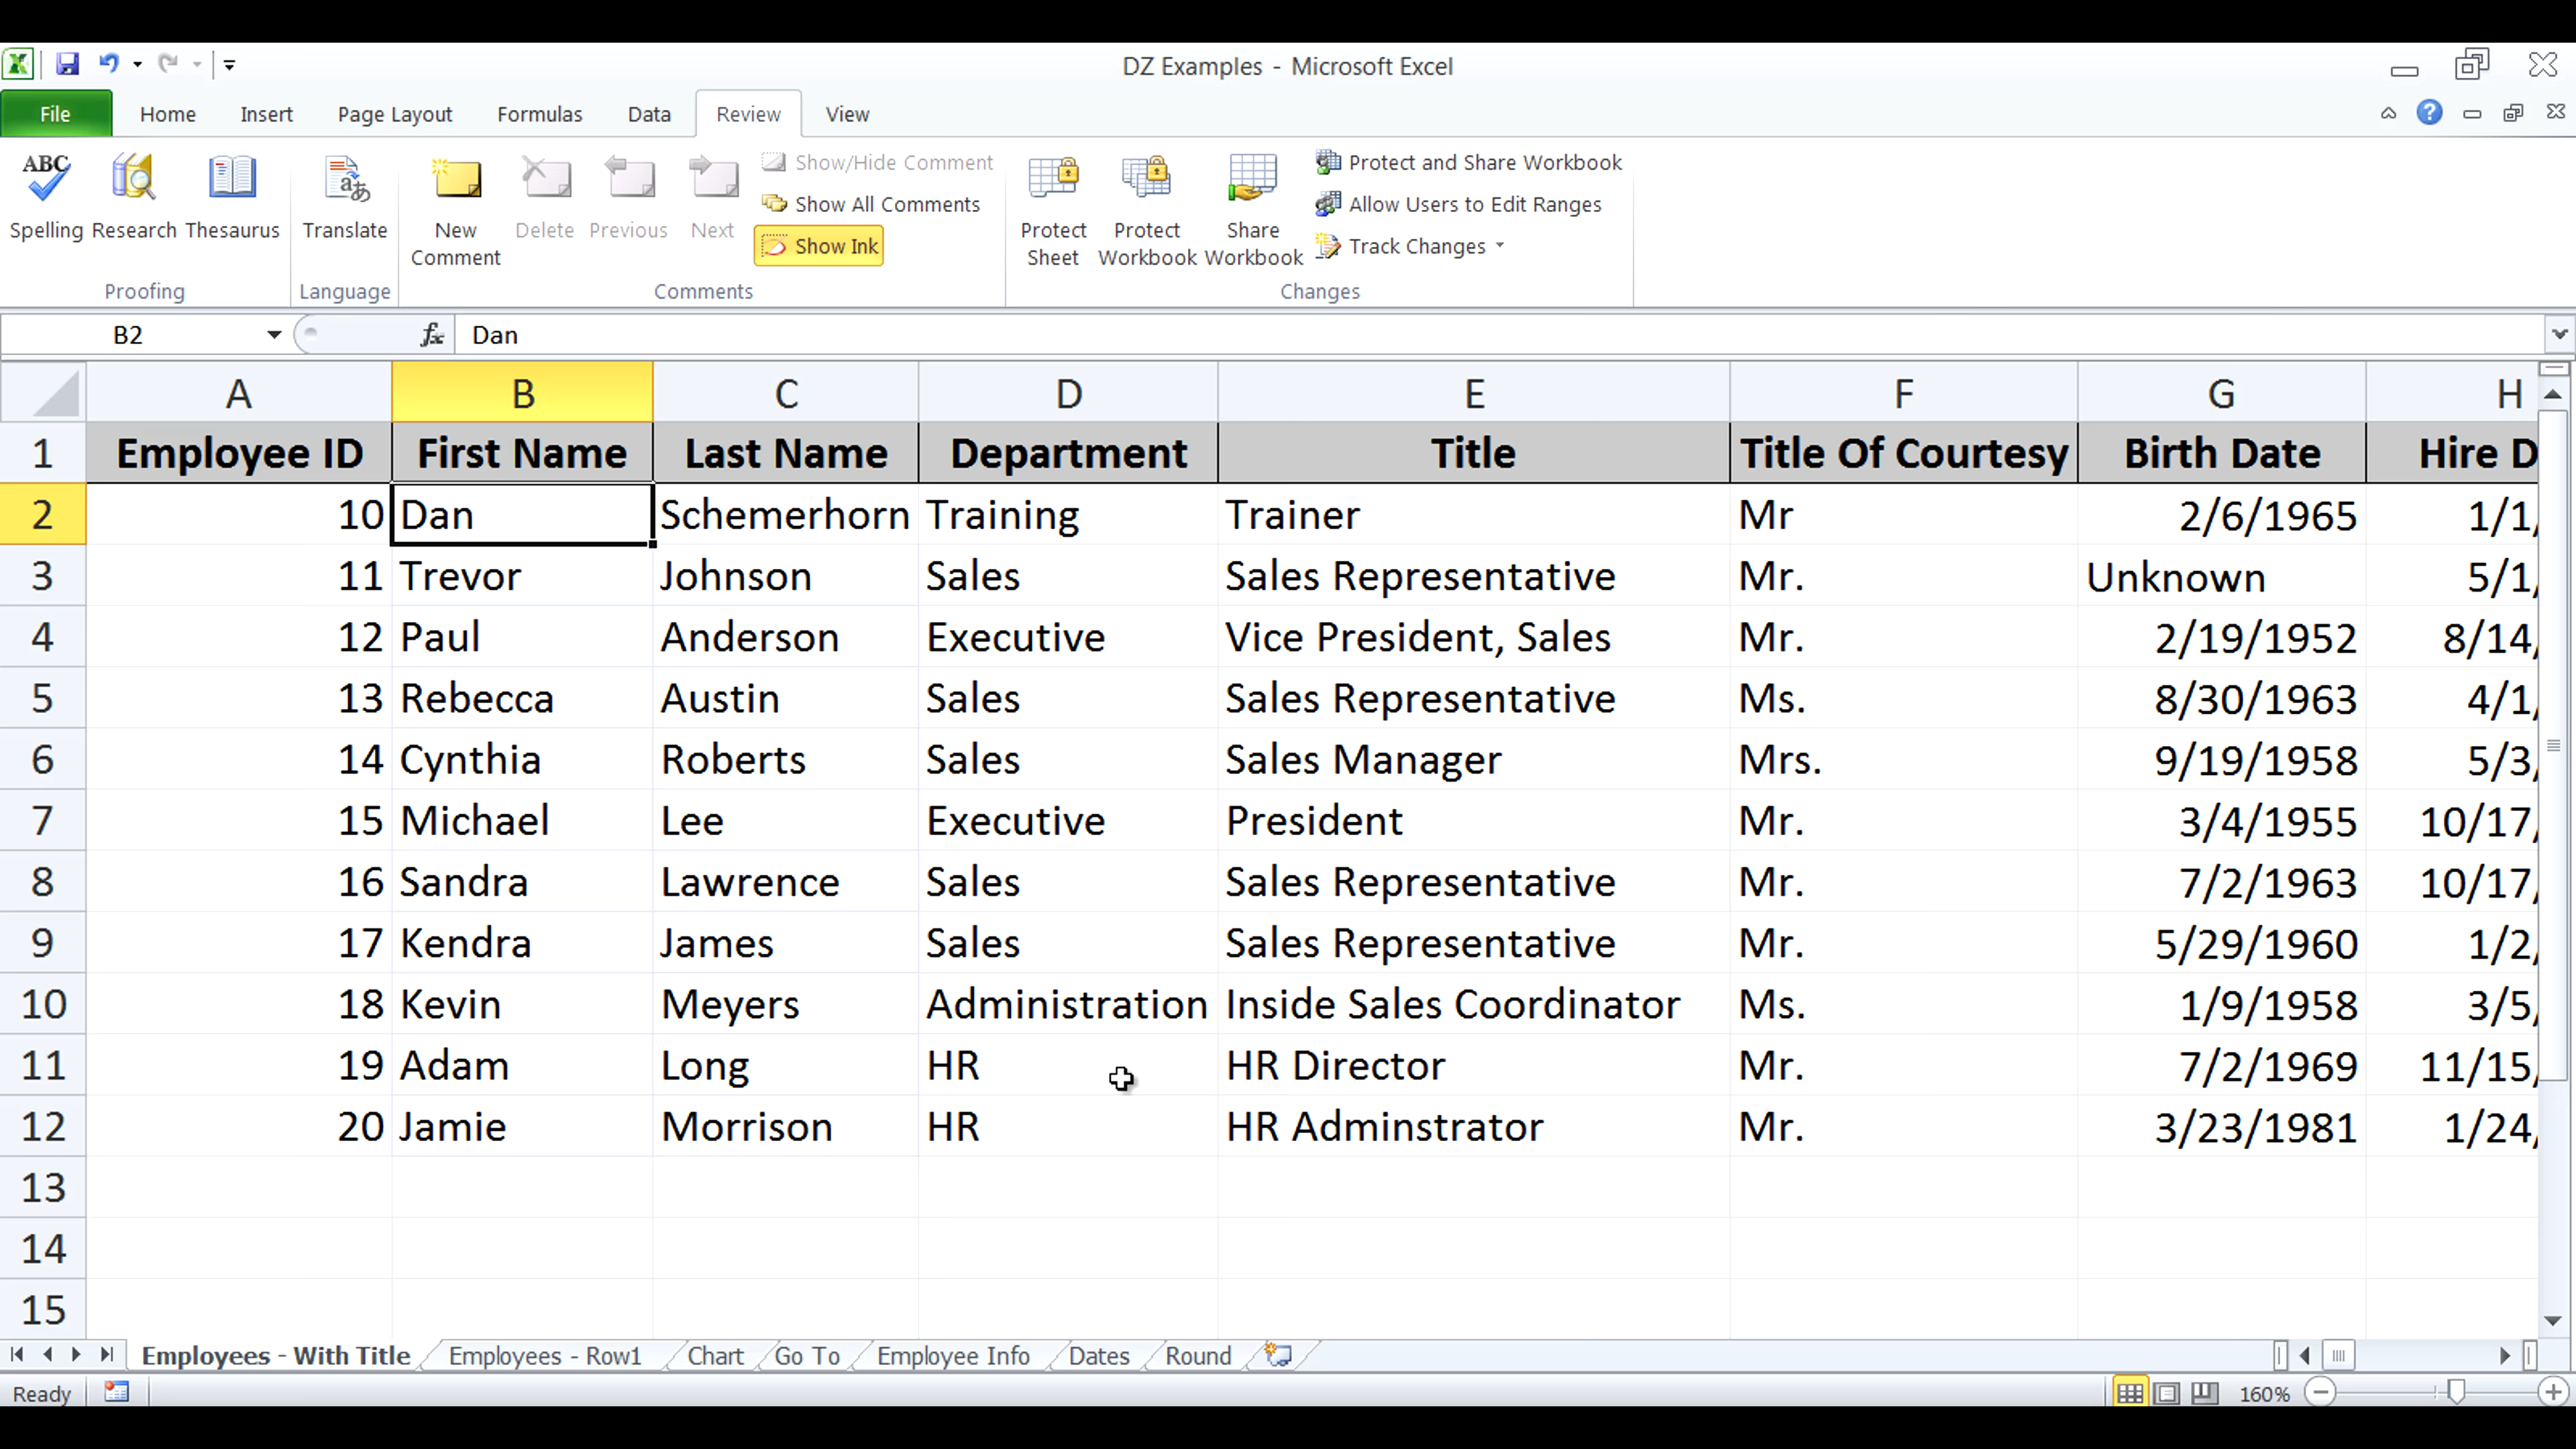 DZ Examples - Microsoft Excel
File Home Insert Page Layout Formulas Data Review View
ABC
Spelling Research Thesaurus Translate New Comment Delete Previous Next Show/Hide Comment
Show All Comments
Show Ink
Protect Sheet Protect Workbook Share Workbook Protect and Share Workbook
Allow Users to Edit Ranges
Track Changes
Proofing Language Comments Changes
B2 fx Dan
A B C D E F G H
1 Employee ID First Name Last Name Department Title Title Of Courtesy Birth Date Hire D
2 10 Dan Schemerhorn Training Trainer Mr 2/6/1965 1/1/
3 11 Trevor Johnson Sales Sales Representative Mr. Unknown 5/1/
4 12 Paul Anderson Executive Vice President, Sales Mr. 2/19/1952 8/14/
5 13 Rebecca Austin Sales Sales Representative Ms. 8/30/1963 4/1/
6 14 Cynthia Roberts Sales Sales Manager Mrs. 9/19/1958 5/3/
7 15 Michael Lee Executive President Mr. 3/4/1955 10/17/
8 16 Sandra Lawrence Sales Sales Representative Mr. 7/2/1963 10/17/
9 17 Kendra James Sales Sales Representative Mr. 5/29/1960 1/2/
10 18 Kevin Meyers Administration Inside Sales Coordinator Ms. 1/9/1958 3/5/
11 19 Adam Long HR HR Director Mr. 7/2/1969 11/15/
12 20 Jamie Morrison HR HR Adminstrator Mr. 3/23/1981 1/24/
13
14
15
Employees - With Title Employees - Row1 Chart Go To Employee Info Dates Round
Ready 160%